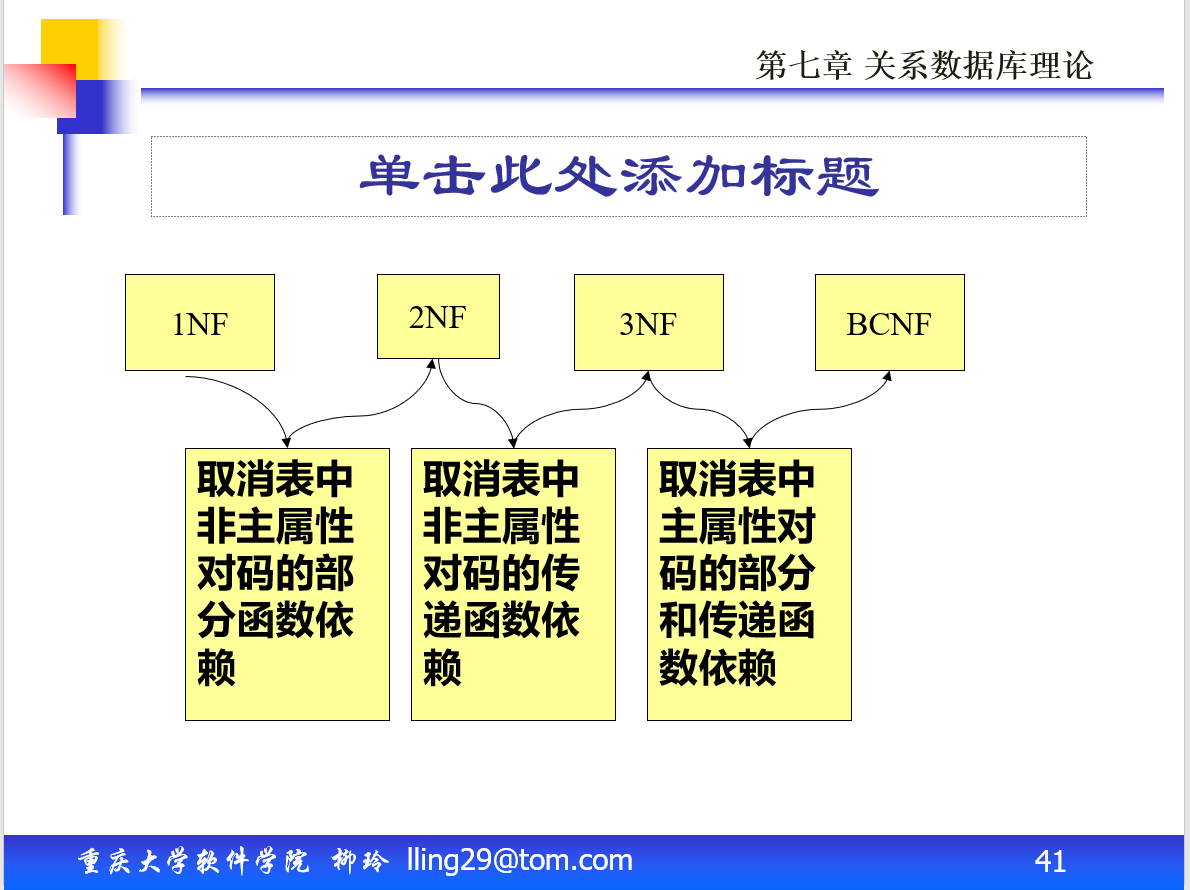 第七章 关系数据库理论
单击此处添加标题
1NF
2NF
3NF
BCNF
取消表中
非主属性
对码的部
分函数依
赖
取消表中
非主属性
对码的传
递函数依
赖
取消表中
主属性对
码的部分
和传递函
数依赖
重庆大学软件学院 柳玲 lling29@tom.com
41